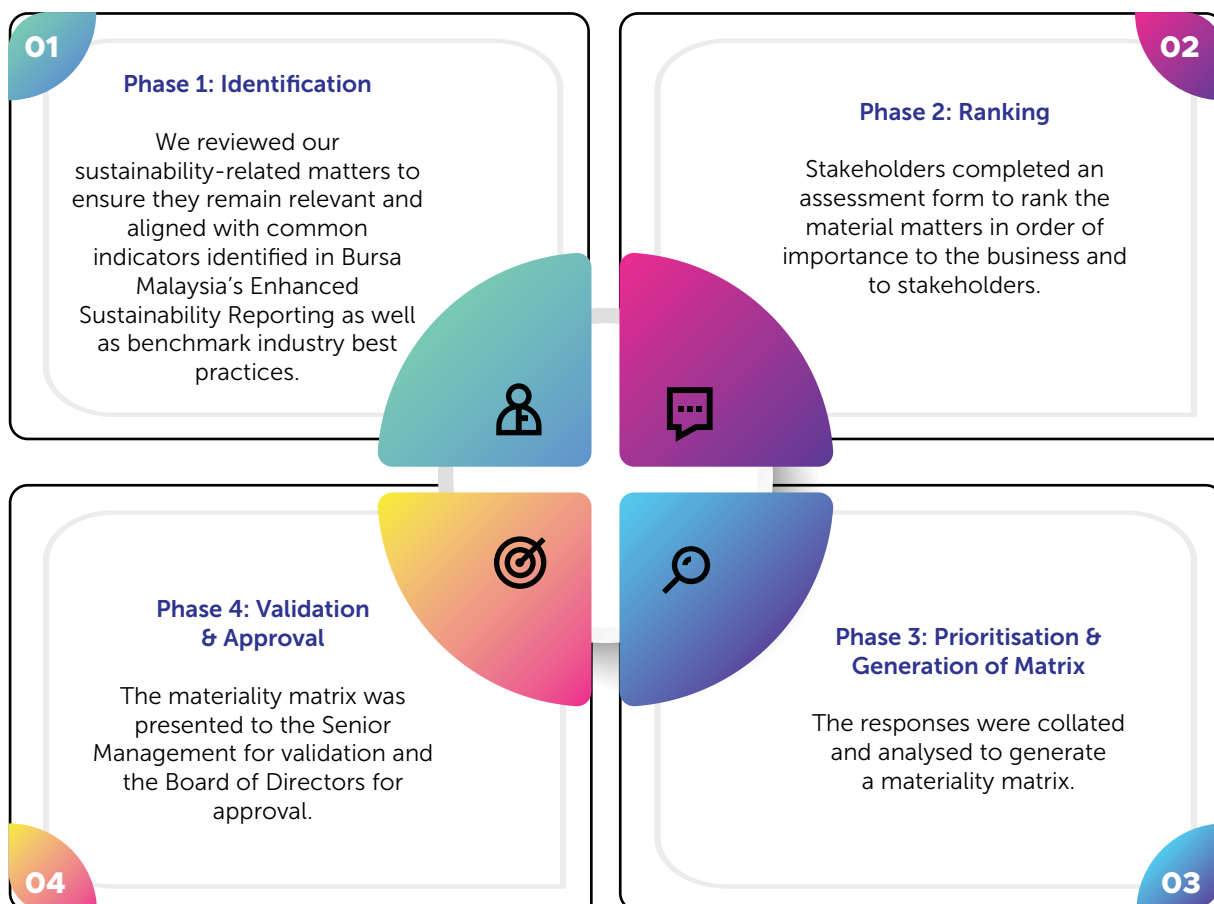 01
Phase 1: Identification
We reviewed our
sustainability-related matters to
ensure they remain relevant and
aligned with common
indicators identified in Bursa
Malaysia’s Enhanced
Sustainability Reporting as well
as benchmark industry best
practices.
02
Phase 2: Ranking
Stakeholders completed an
assessment form to rank the
material matters in order of
importance to the business and
to stakeholders.
Phase 3: Prioritisation &
Generation of Matrix
The responses were collated
and analysed to generate
a materiality matrix.
03
Phase 4: Validation
& Approval
The materiality matrix was
presented to the Senior
Management for validation and
the Board of Directors for
approval.
04